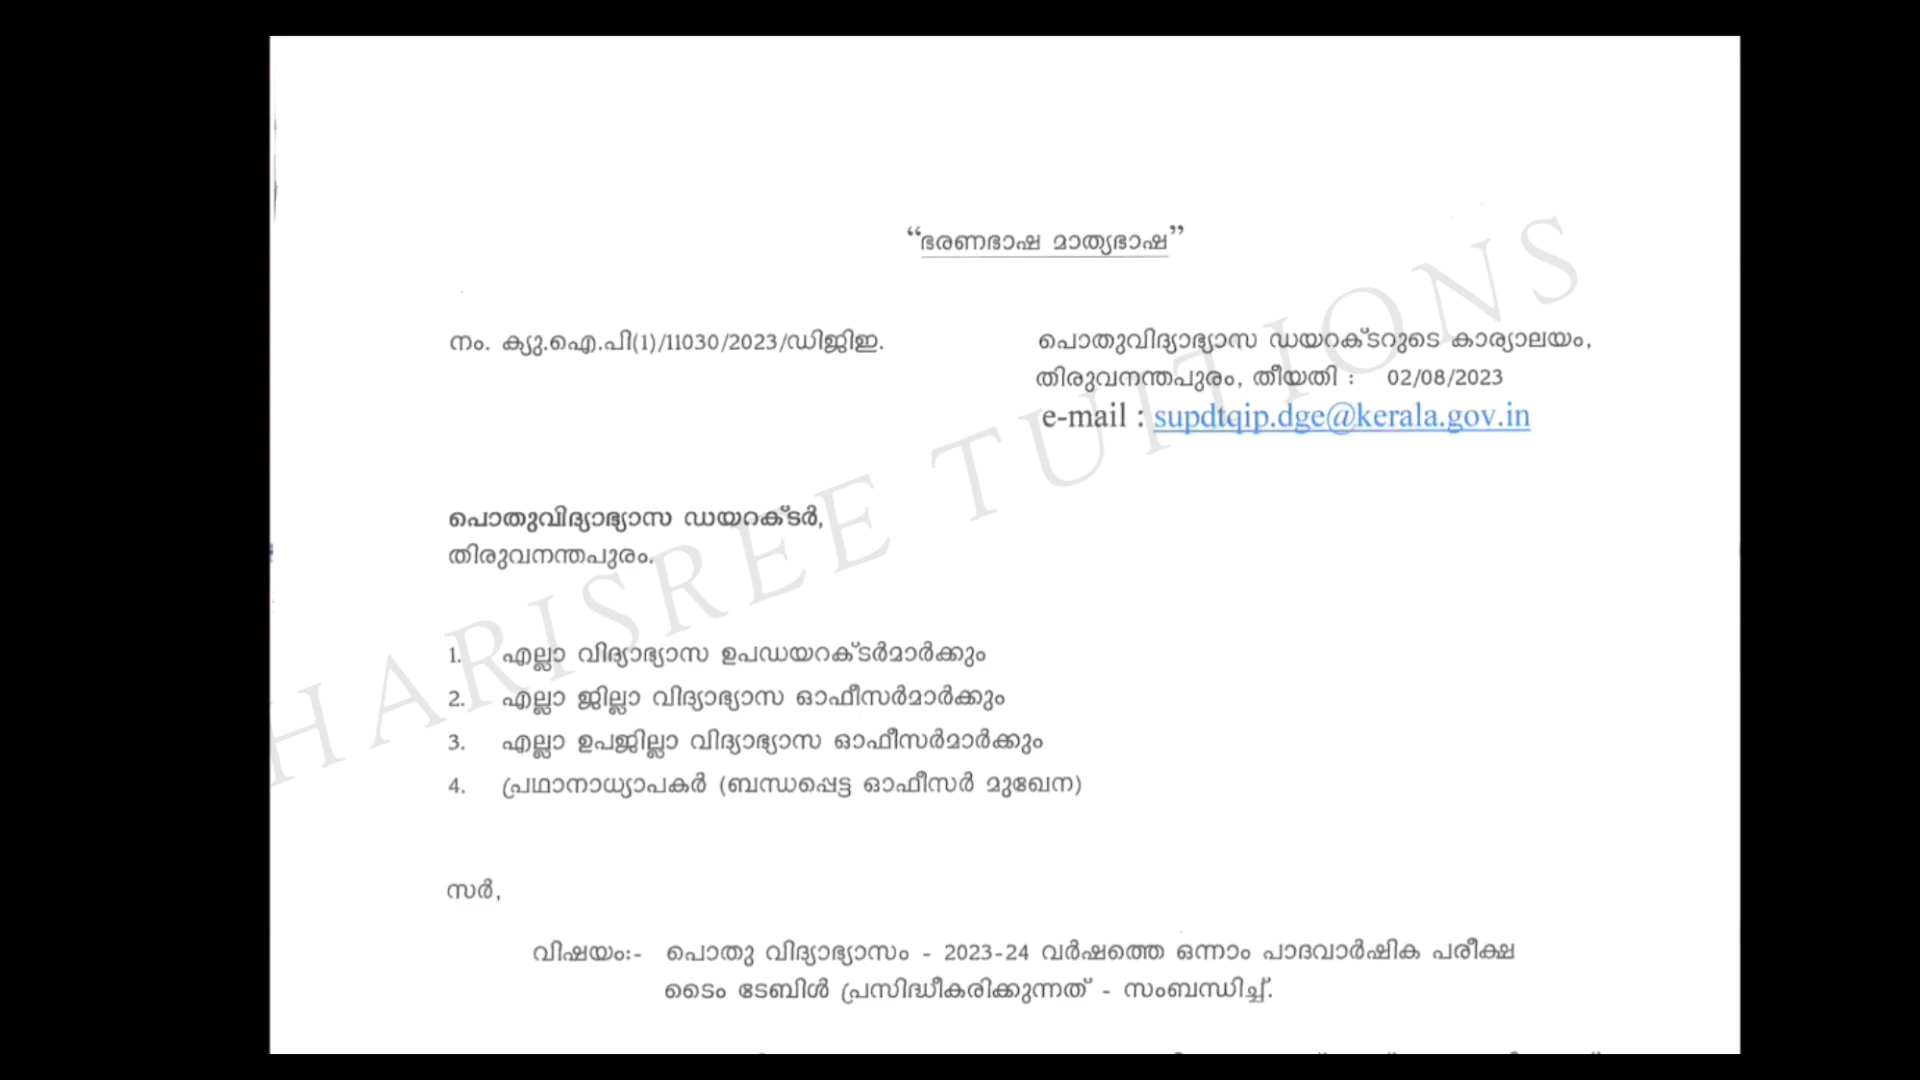 “ഭരണഭാഷ മാതൃഭാഷ”
നം. ക്യു.ഐ.പി(1)/11030/2023/ഡിജിഇ.
പൊതുവിദ്യാഭ്യാസ ഡയറക്ടറുടെ കാര്യാലയം,
തിരുവനന്തപുരം, തീയതി : 02/08/2023
e-mail : supdtqip.dge@kerala.gov.in
പൊതുവിദ്യാഭ്യാസ ഡയറക്ടർ,
തിരുവനന്തപുരം.
1. എല്ലാ വിദ്യാഭ്യാസ ഉപഡയറക്ടർമാർക്കും
2. എല്ലാ ജില്ലാ വിദ്യാഭ്യാസ ഓഫീസർമാർക്കും
3. എല്ലാ ഉപജില്ലാ വിദ്യാഭ്യാസ ഓഫീസർമാർക്കും
4. പ്രഥാനാധ്യാപകർ (ബന്ധപ്പെട്ട ഓഫീസർ മുഖേന)
സർ,
വിഷയം:- പൊതു വിദ്യാഭ്യാസം - 2023-24 വർഷത്തെ ഒന്നാം പാദവാർഷിക പരീക്ഷ
ടൈം ടേബിൾ പ്രസിദ്ധീകരിക്കുന്നത് - സംബന്ധിച്ച്.
HARISREE TUITIONS